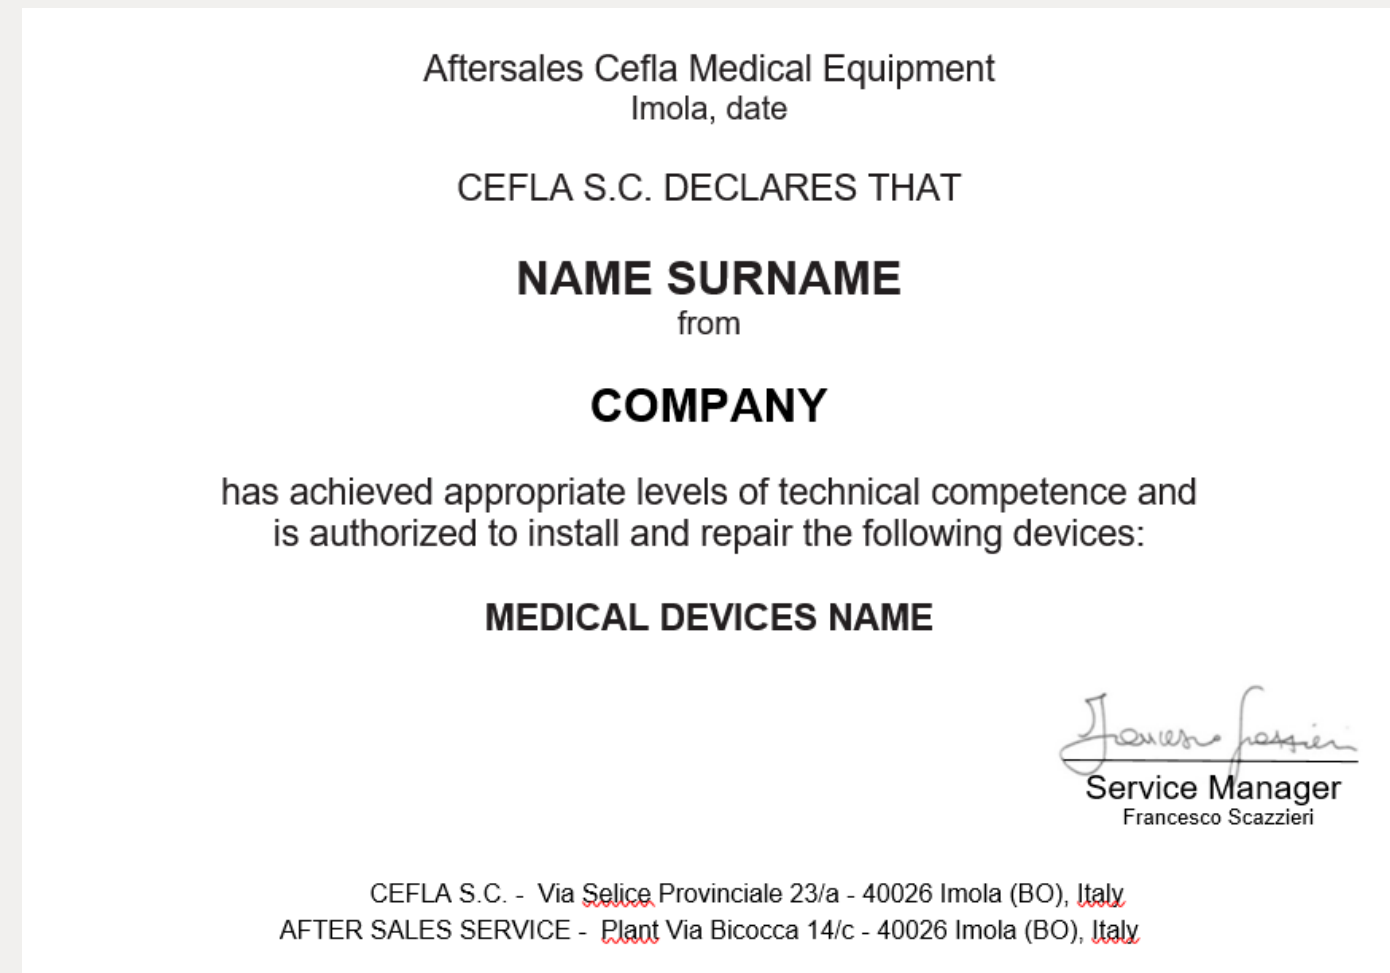 Aftersales Cefla Medical Equipment
Imola, date
CEFLA S.C. DECLARES THAT
NAME SURNAME
from
COMPANY
has achieved appropriate levels of technical competence and
is authorized to install and repair the following devices:
MEDICAL DEVICES NAME
Francesco Scazzieri
Service Manager
Francesco Scazzieri
CEFLA S.C. - Via Selice Provinciale 23/a - 40026 Imola (BO), Italy
AFTER SALES SERVICE - Plant Via Bicocca 14/c - 40026 Imola (BO), Italy